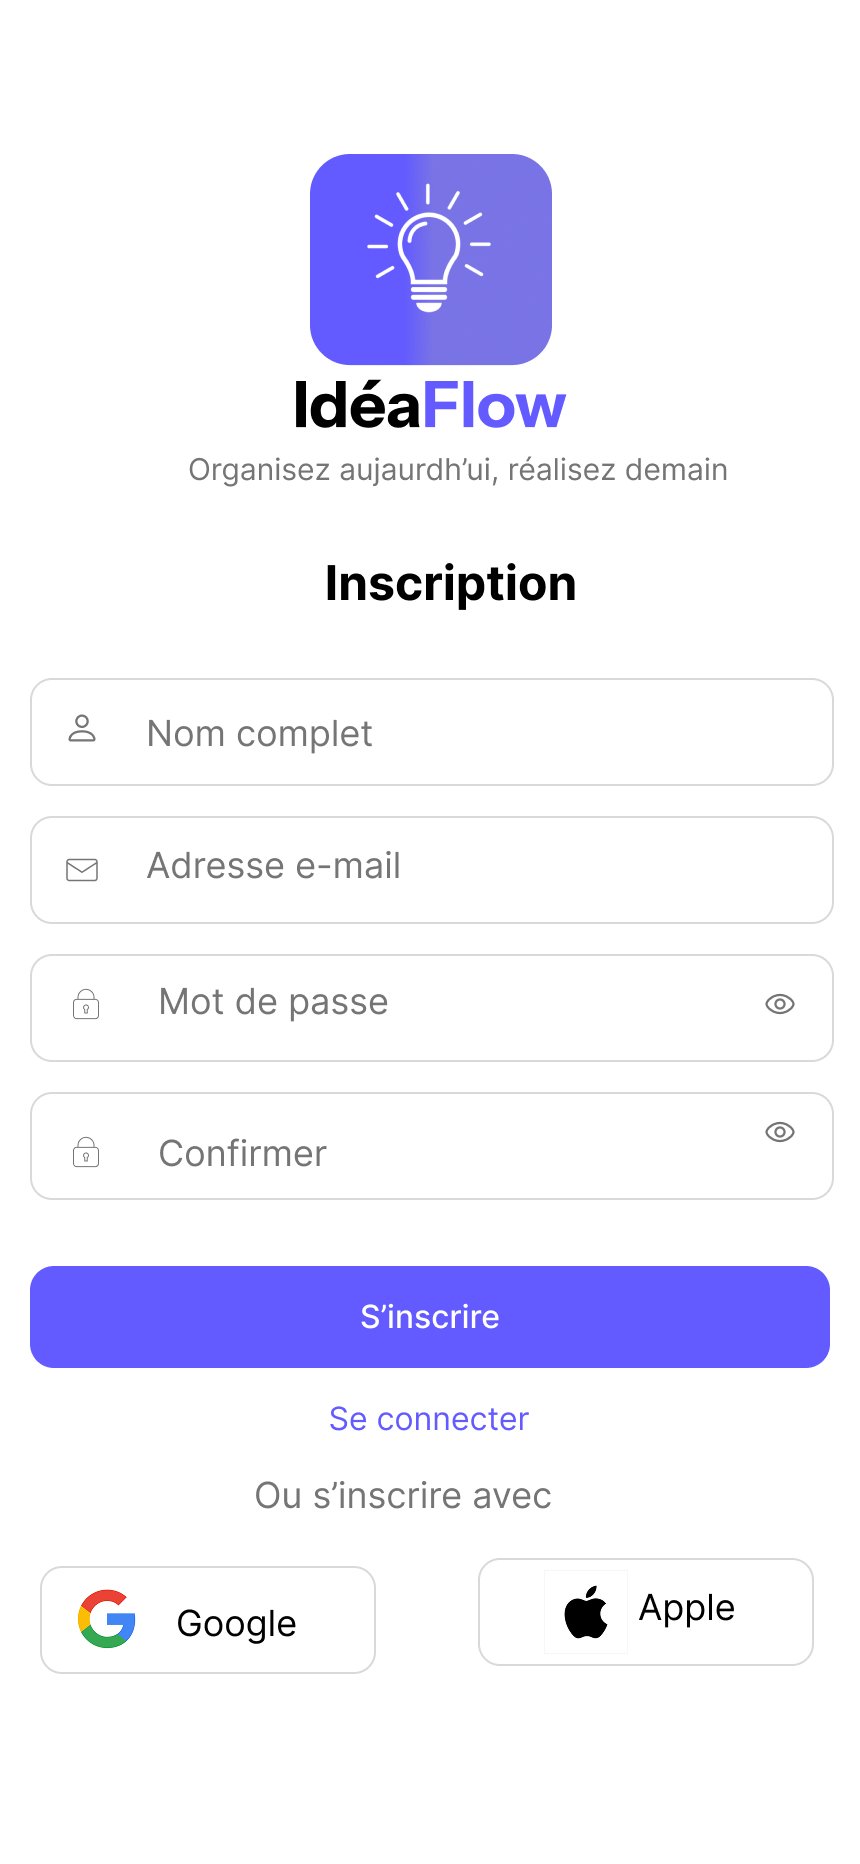 IdéaFlow
Organisez aujaurdh’ui, réalisez demain
Inscription
Nom complet
Adresse e-mail
Mot de passe
Confirmer
S’inscrire
Se connecter
Ou s’inscrire avec
Google
Apple